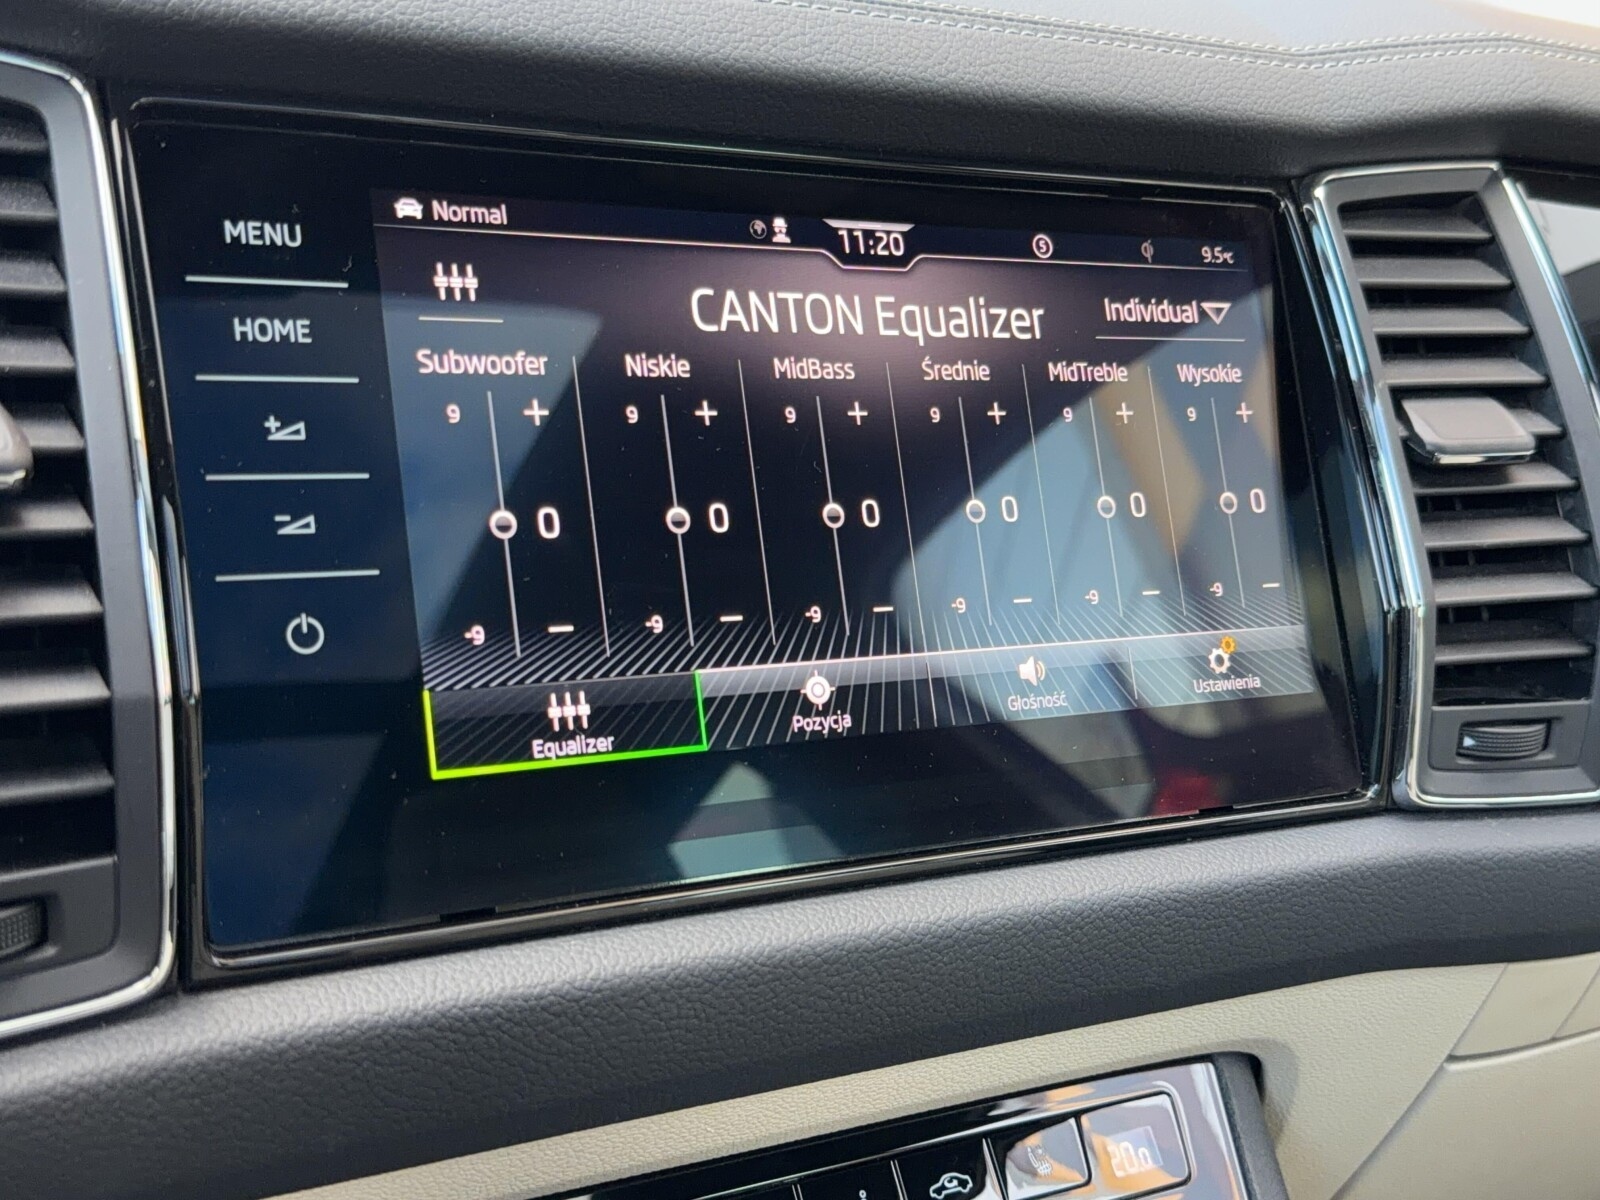 MENU
HOME
Normal
11:20
S
9.5°C
CANTON Equalizer
Individual
Subwoofer Niskie MidBass Średnie MidTreble Wysokie
9 + 9 + 9 + 9 + 9 + 9 +
0 0 0 0 0 0
-9 − -9 − -9 − -9 − -9 − -9 −
Equalizer Pozycja Głośność Ustawienia
20.0